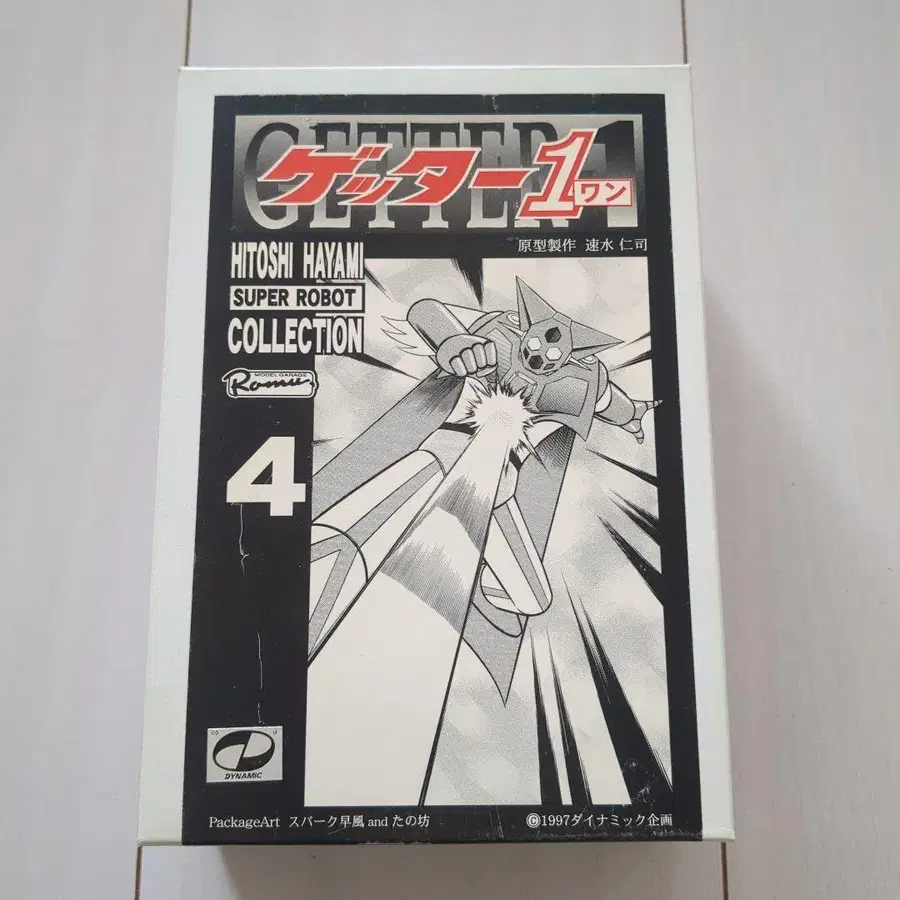 GETTER 1
ゲッター1
ワン
原型製作 速水 仁司
HITOSHI HAYAMI
SUPER ROBOT
COLLECTION
MODEL GARAGE
Romu
4
DYNAMIC
PackageArt スパーク早風 and たの坊
©1997ダイナミック企画